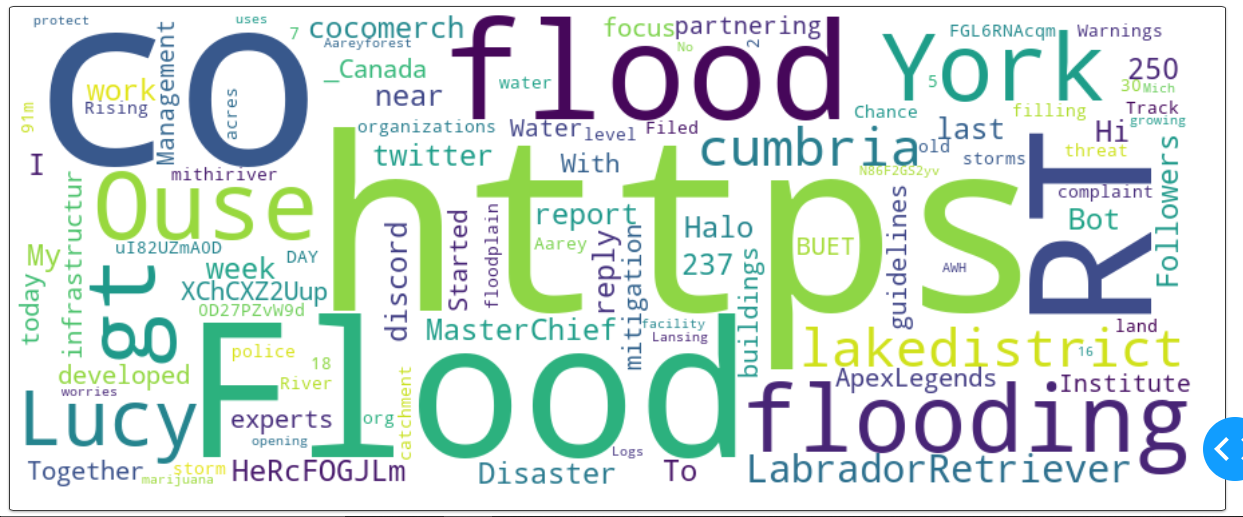 protect
uses
7
cocomerch
Aareyforest
flood
focus
partnering
No
2
York
FGL6RNAcqm
Warnings
co
work
Rising
Management
acres
_Canada
near
water
5
250
30
Mich
91m
organizations
Water
level
Filed
Chance
filling
Track
growing
I
mithiriver
twitter
With
cumbria
old
last
storms
Hi
threat
N86F2GS2yv
RT
complaint
Followers
Ouse
https
report
Aarey
Halo
237
BUET
guidelines
Bot
My
infrastructur
uI82UZmAOD
DAY
week
gt
XChCXZ2Uup
0D27PZvW9d
today
discord
Started
floodplain
reply
mitigation
buildings
AWH
Flood
MasterChief
facility
Lansing
lakedistrict
land
16
police
18
developed
River
worries
ApexLegends
Institute
Lucy
experts
org
catchment
opening
flooding
Logs
Together
storm
marijuana
HeRcFOGJLm
Disaster
To
LabradorRetriever